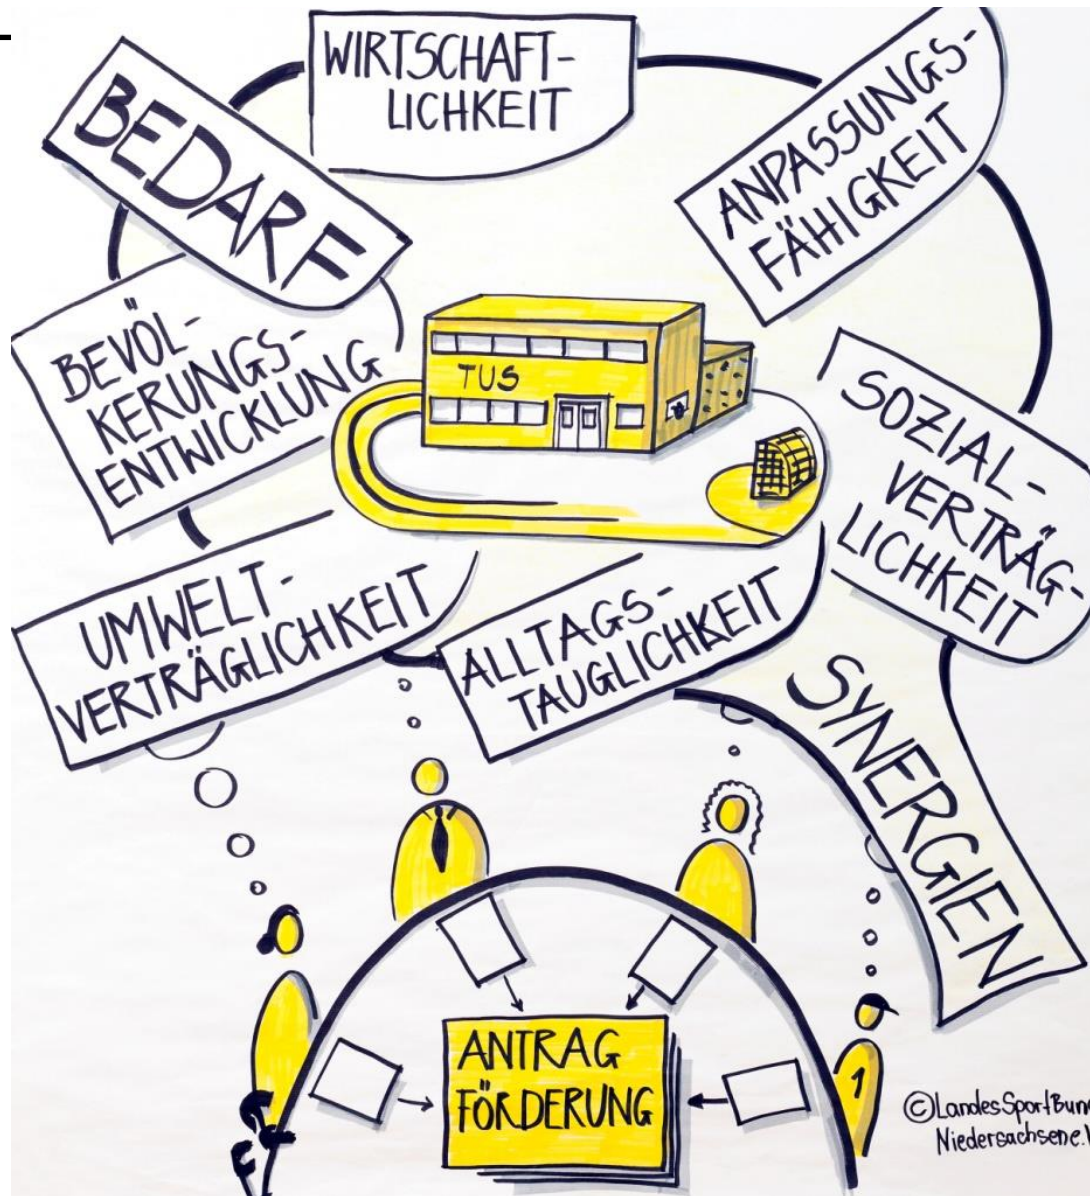 WIRTSCHAFT-
LICHKEIT
BEDARF
ANPASSUNGS-
FÄHIGKEIT
BEVÖL-
KERUNGS-
ENTWICKLUNG
TUS
SOZIAL-
VERTRÄG-
LICHKEIT
UMWELT-
VERTRÄGLICHKEIT
ALLTAGS-
TAUGLICHKEIT
SYNERGIEN
ANTRAG
FÖRDERUNG
1
©LandesSportBun
Niedersachsen e.V